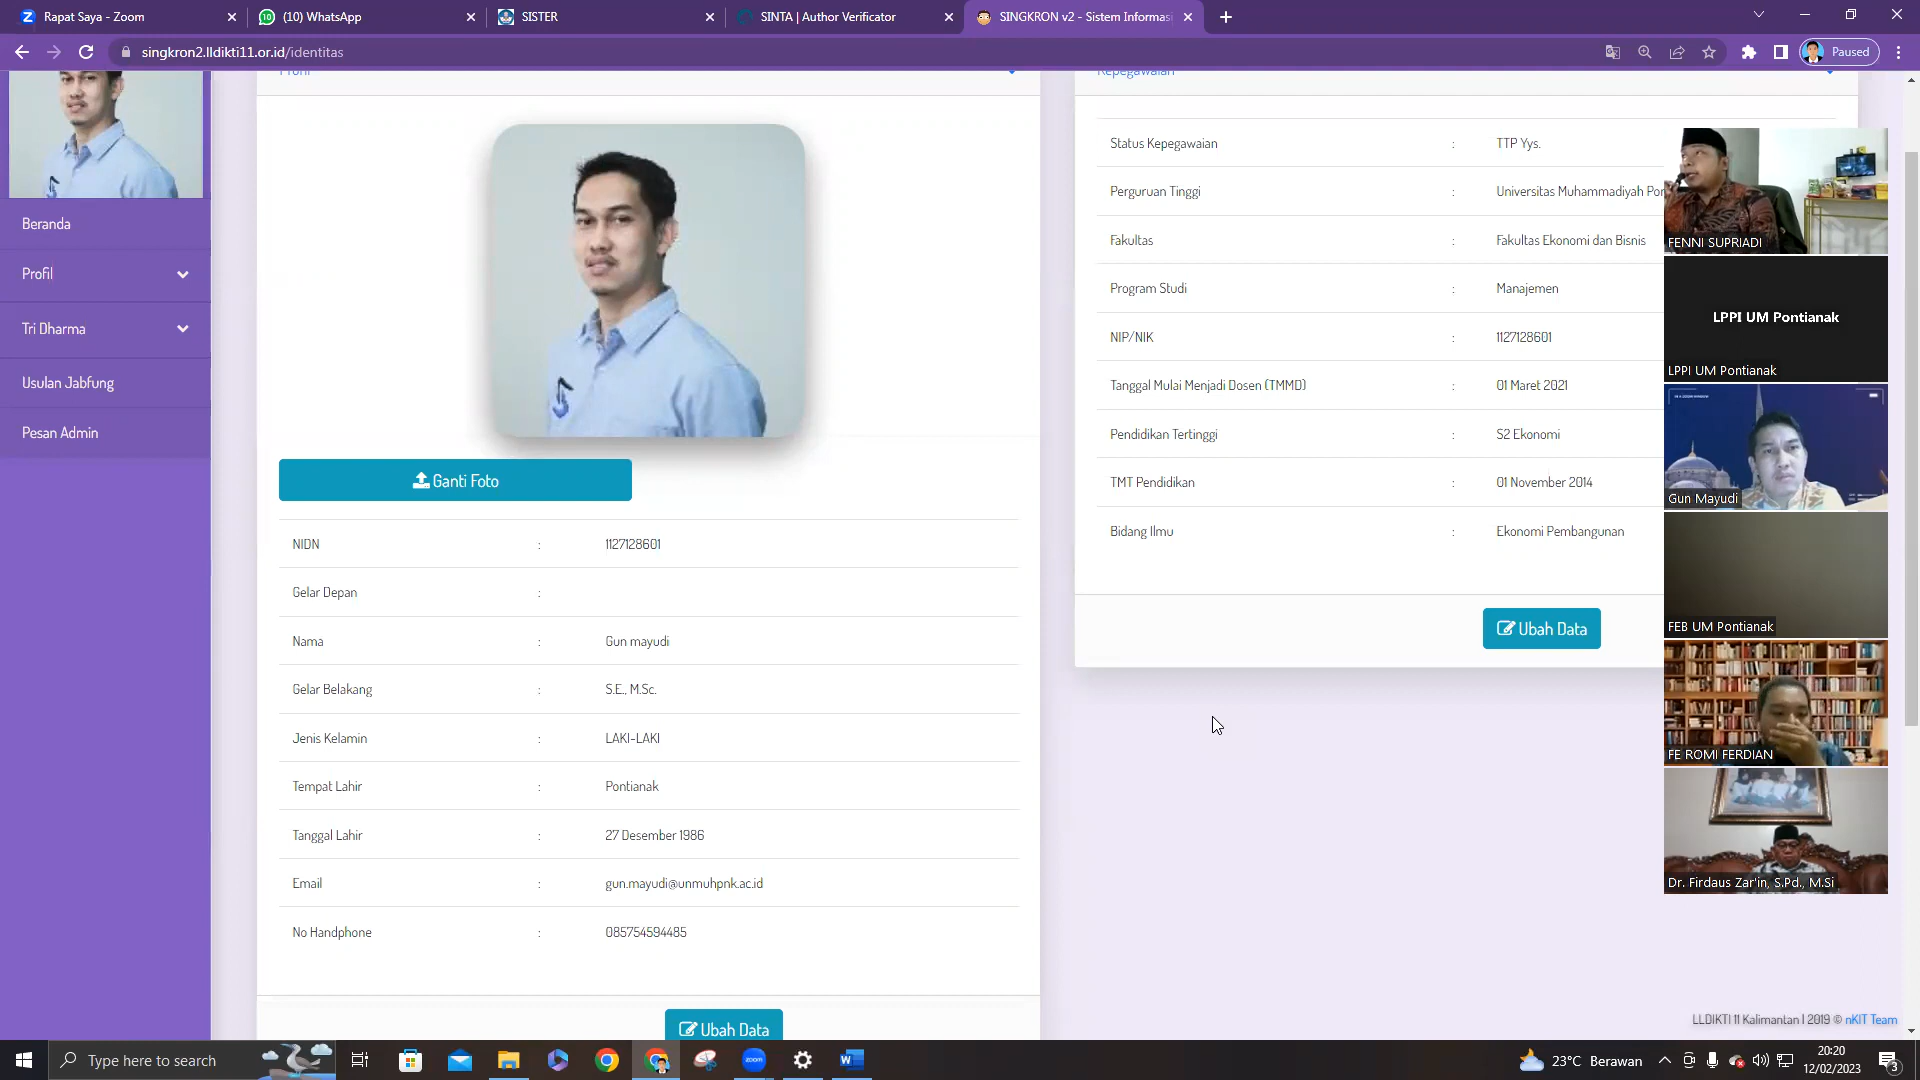 Rapat Saya - Zoom
(10) WhatsApp
SISTER
SINTA | Author Verificator
SINGKRON v2 - Sistem Informasi
singkron2.lldikti11.or.id/identitas
Paused
Beranda
Profil
Tri Dharma
Usulan Jabfung
Pesan Admin
Profil
Ganti Foto
NIDN : 1127128601
Gelar Depan :
Nama : Gun mayudi
Gelar Belakang : S.E., M.Sc.
Jenis Kelamin : LAKI-LAKI
Tempat Lahir : Pontianak
Tanggal Lahir : 27 Desember 1986
Email : gun.mayudi@unmuhpnk.ac.id
No Handphone : 085754594485
Ubah Data
Kepegawaian
Status Kepegawaian : TTP Yys.
Perguruan Tinggi : Universitas Muhammadiyah Pon
Fakultas : Fakultas Ekonomi dan Bisnis
Program Studi : Manajemen
NIP/NIK : 1127128601
Tanggal Mulai Menjadi Dosen (TMMD) : 01 Maret 2021
Pendidikan Tertinggi : S2 Ekonomi
TMT Pendidikan : 01 November 2014
Bidang Ilmu : Ekonomi Pembangunan
Ubah Data
FENNI SUPRIADI
LPPI UM Pontianak
LPPI UM Pontianak
Gun Mayudi
FEB UM Pontianak
FE ROMI FERDIAN
Dr. Firdaus Zar'in, S.Pd., M.Si
LLDIKTI 11 Kalimantan | 2019 © nKIT Team
Type here to search
zoom
23°C Berawan
20:20
12/02/2023
3